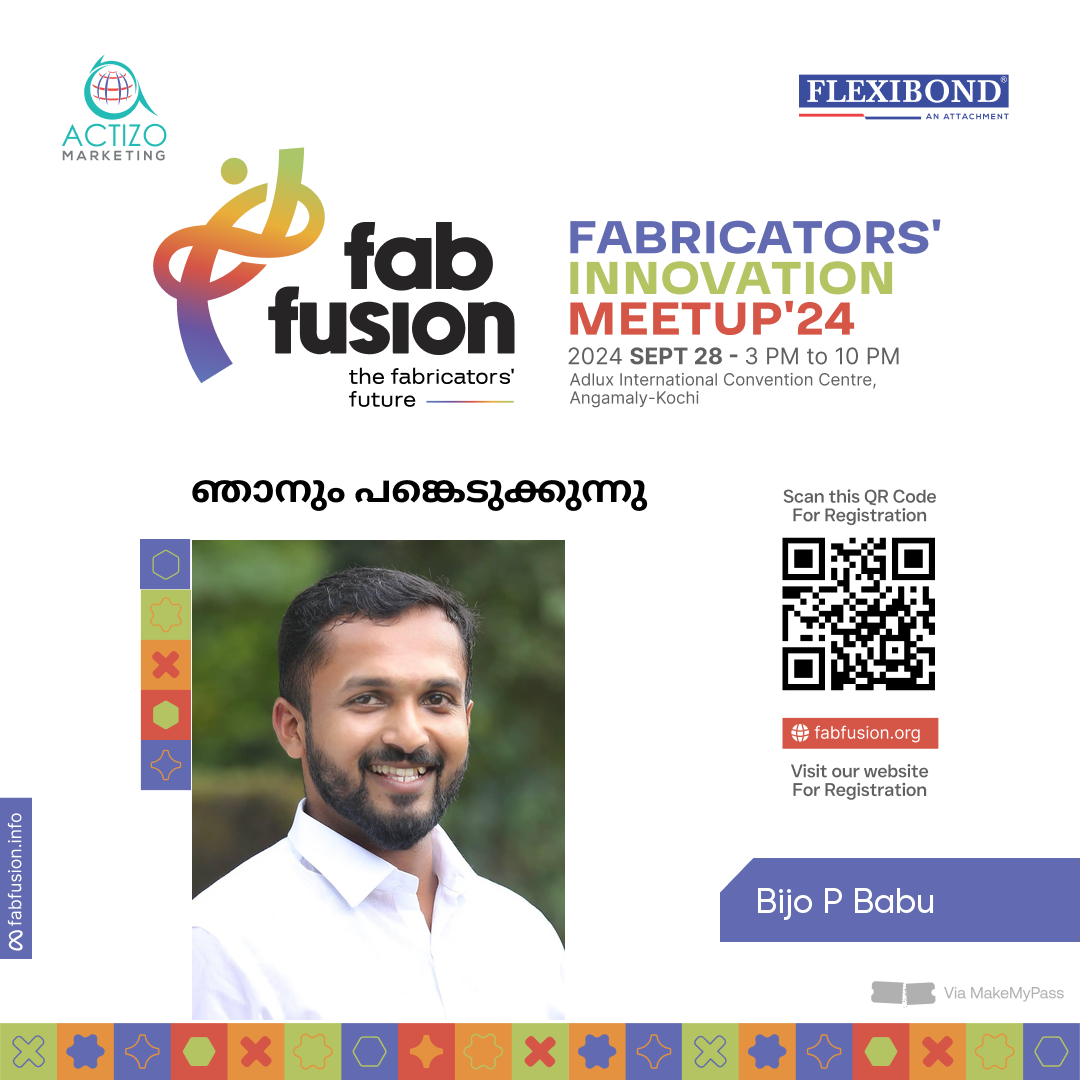 ACTIZO
MARKETING
FLEXIBOND®
AN ATTACHMENT
fab
fusion
the fabricators'
future
FABRICATORS'
INNOVATION
MEETUP'24
2024 SEPT 28 - 3 PM to 10 PM
Adlux International Convention Centre,
Angamaly-Kochi
ഞാനും പങ്കെടുക്കുന്നു
Scan this QR Code
For Registration
fabfusion.org
Visit our website
For Registration
fabfusion.info
Bijo P Babu
Via MakeMyPass